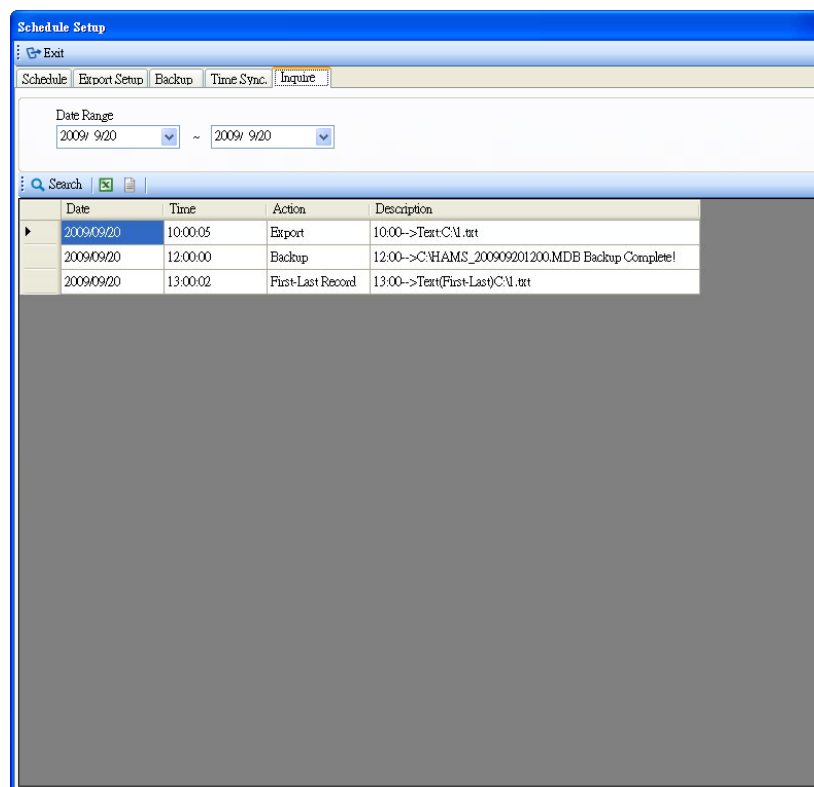 Schedule Setup
Exit
Schedule Export Setup Backup Time Sync. Inquire
Date Range
2009/ 9/20 ~ 2009/ 9/20
Search
Date Time Action Description
2009/09/20 10:00:05 Export 10:00-->Text:C:\1.txt
2009/09/20 12:00:00 Backup 12:00-->C:\HAMS_200909201200.MDB Backup Complete!
2009/09/20 13:00:02 First-Last Record 13:00-->Text(First-Last)C:\1.txt